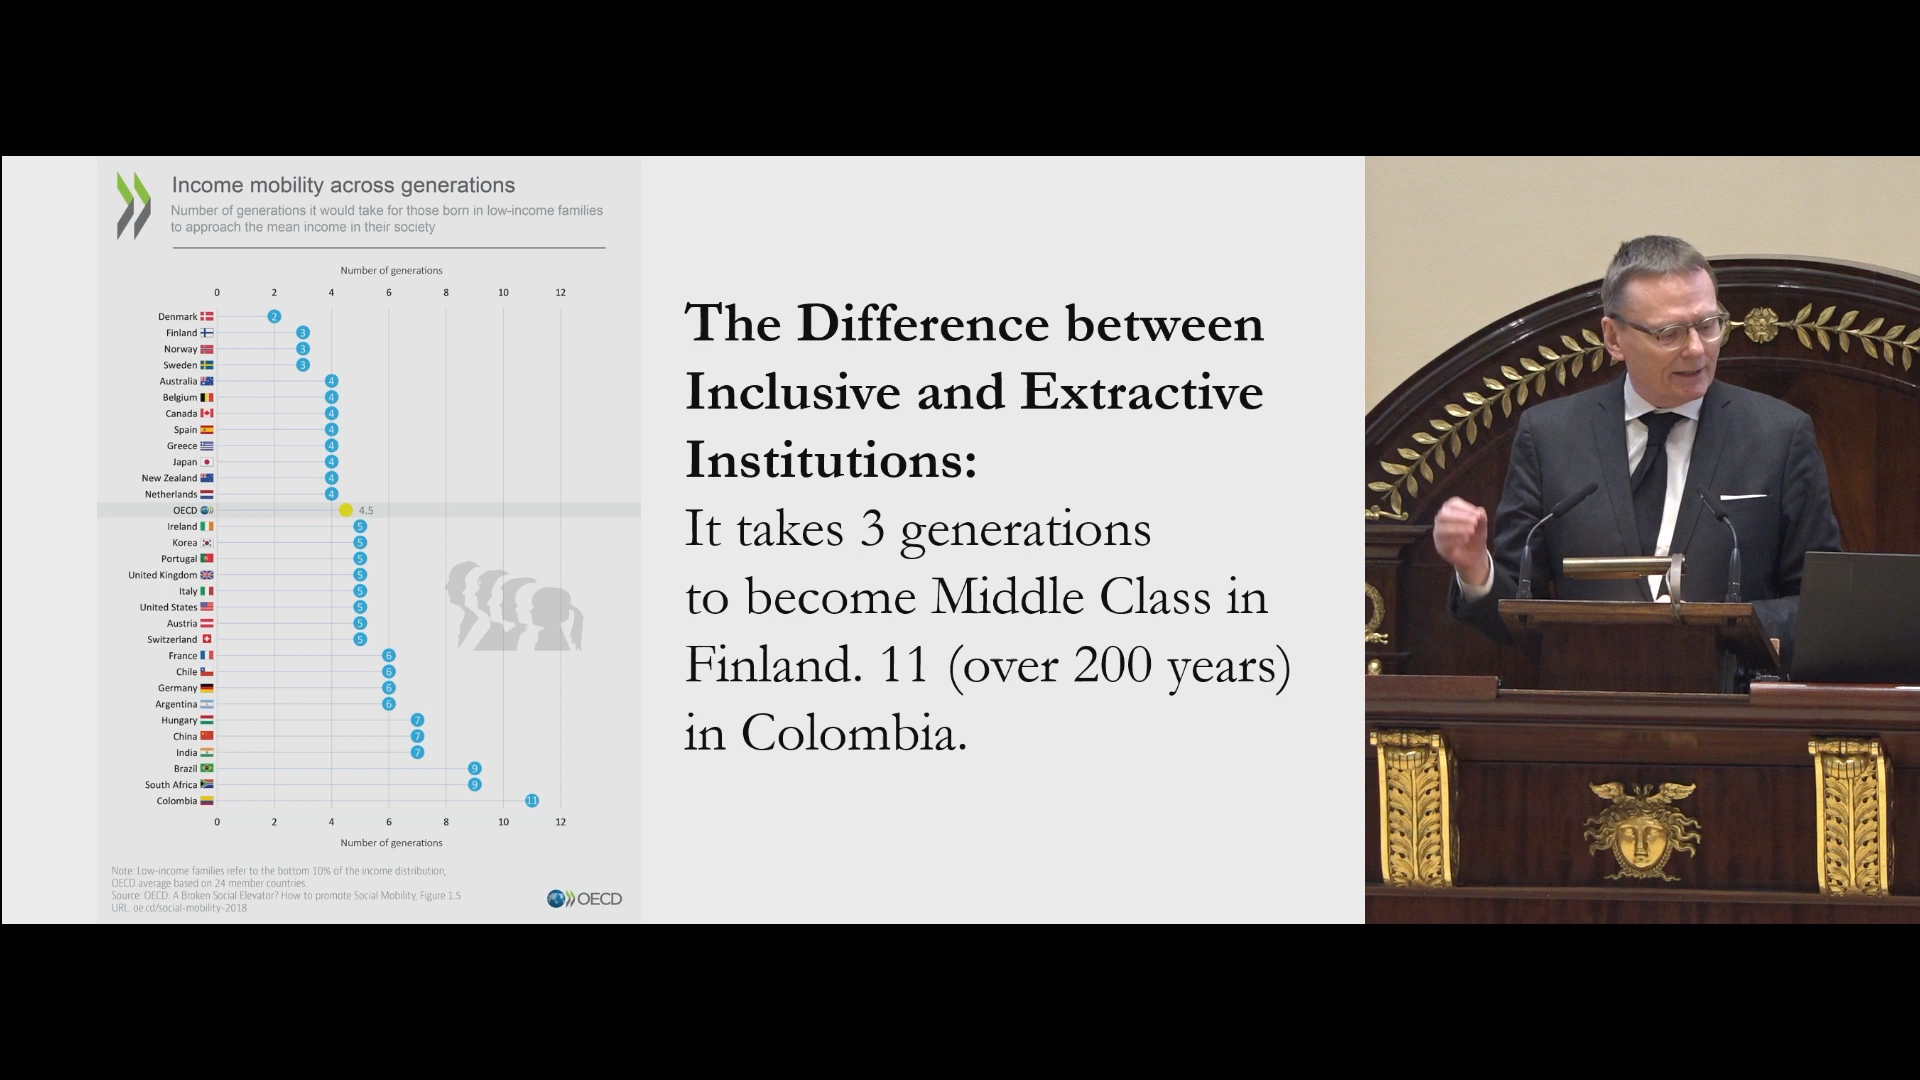 Income mobility across generations
Number of generations it would take for those born in low-income families
to approach the mean income in their society
Number of generations
0 2 4 6 8 10 12
Denmark 2
Finland 3
Norway 3
Sweden 3
Australia 4
Belgium 4
Canada 4
Spain 4
Greece 4
Japan 4
New Zealand 4
Netherlands 4
OECD 4.5
Ireland 5
Korea 5
Portugal 5
United Kingdom 5
Italy 5
United States 5
Austria 5
Switzerland 5
France 6
Chile 6
Germany 6
Argentina 6
Hungary 7
China 7
India 7
Brazil 9
South Africa 9
Colombia 11
0 2 4 6 8 10 12
Number of generations
Note: Low-income families refer to the bottom 10% of the income distribution,
OECD average based on 24 member countries.
Source: OECD: A Broken Social Elevator? How to promote Social Mobility, Figure 1.5
URL: oe.cd/social-mobility-2018
OECD
The Difference between
Inclusive and Extractive
Institutions:
It takes 3 generations
to become Middle Class in
Finland. 11 (over 200 years)
in Colombia.